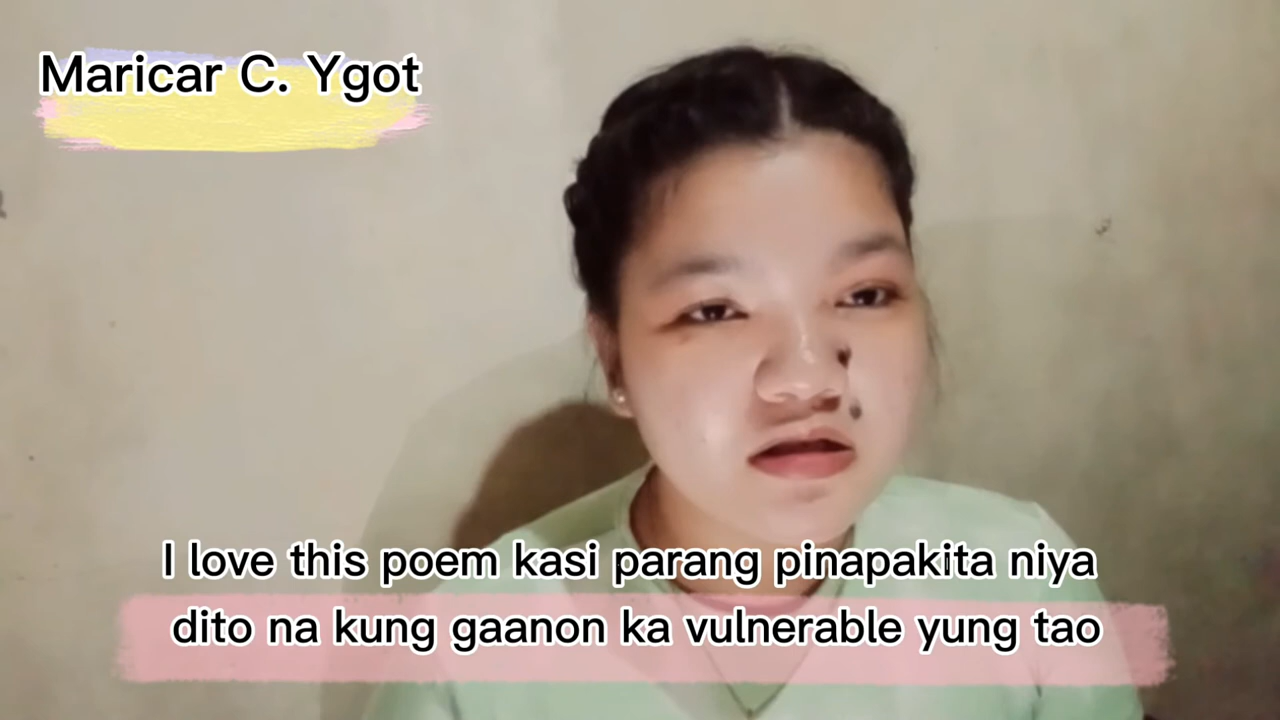 Maricar C. Ygot
I love this poem kasi parang pinapakita niya
dito na kung gaanon ka vulnerable yung tao